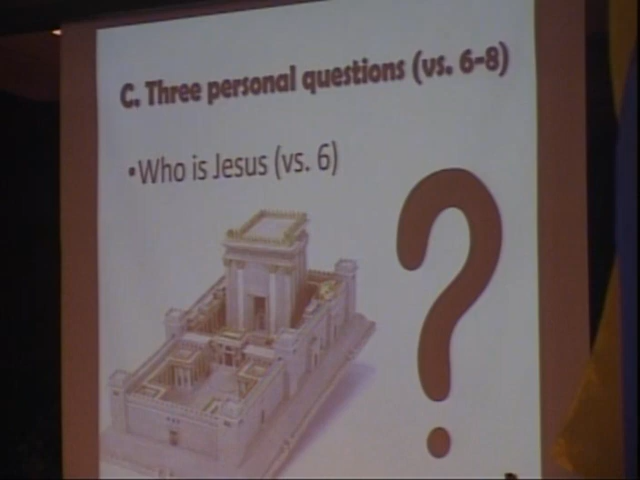 C. Three personal questions (vs. 6-8)
•Who is Jesus (vs. 6)
?